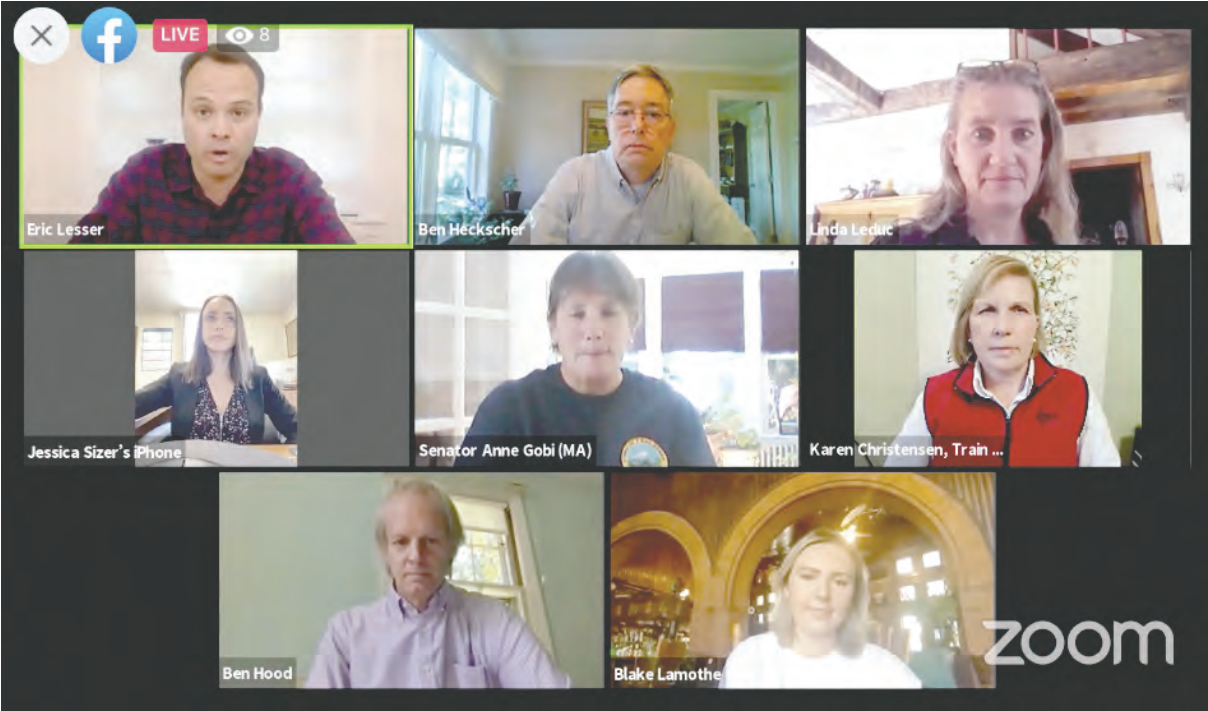 LIVE 8
Eric Lesser
Ben Heckscher
Linda Leduc
Jessica Sizer's iPhone
Senator Anne Gobi (MA)
Karen Christensen, Train ...
Ben Hood
Blake Lamothe
zoom